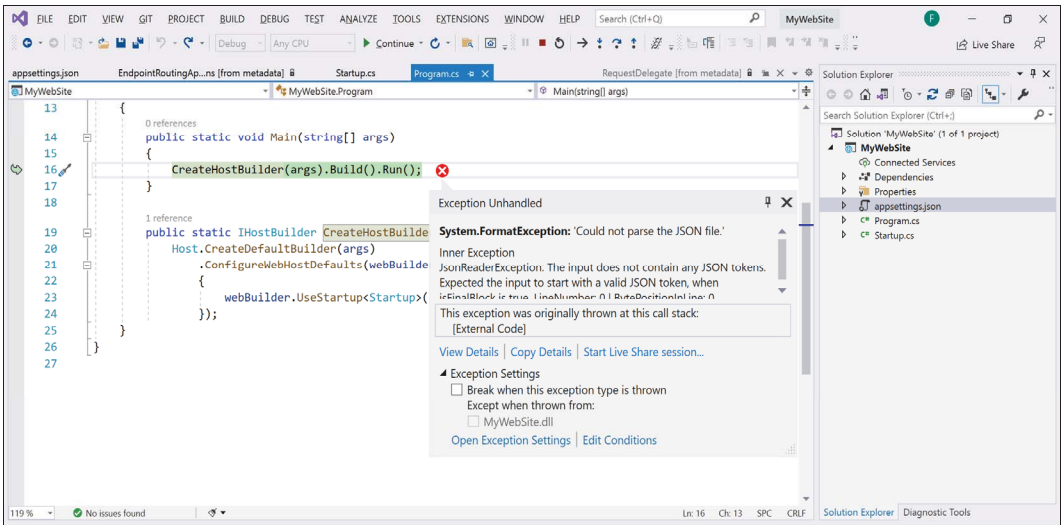 FILE EDIT VIEW GIT PROJECT BUILD DEBUG TEST ANALYZE TOOLS EXTENSIONS WINDOW HELP Search (Ctrl+Q) MyWebSite F
Debug Any CPU Continue Live Share
appsettings.json EndpointRoutingAp...ns [from metadata] Startup.cs Program.cs RequestDelegate [from metadata]
MyWebSite MyWebSite.Program Main(string[] args)
13 {
0 references
14 public static void Main(string[] args)
15 {
16 CreateHostBuilder(args).Build().Run();
17 }
18
1 reference
19 public static IHostBuilder CreateHostBuilde
20 Host.CreateDefaultBuilder(args)
21 .ConfigureWebHostDefaults(webBuilde
22 {
23 webBuilder.UseStartup<Startup>(
24 });
25 }
26 }
27
Exception Unhandled
System.FormatException: 'Could not parse the JSON file.'
Inner Exception
JsonReaderException: The input does not contain any JSON tokens.
Expected the input to start with a valid JSON token, when
isFinalBlock is true. LineNumber: 0 | BytePositionInLine: 0.
This exception was originally thrown at this call stack:
[External Code]
View Details | Copy Details | Start Live Share session...
Exception Settings
Break when this exception type is thrown
Except when thrown from:
MyWebSite.dll
Open Exception Settings | Edit Conditions
119 % No issues found Ln: 16 Ch: 13 SPC CRLF
Solution Explorer
Search Solution Explorer (Ctrl+;)
Solution 'MyWebSite' (1 of 1 project)
MyWebSite
Connected Services
Dependencies
Properties
appsettings.json
C# Program.cs
C# Startup.cs
Solution Explorer Diagnostic Tools